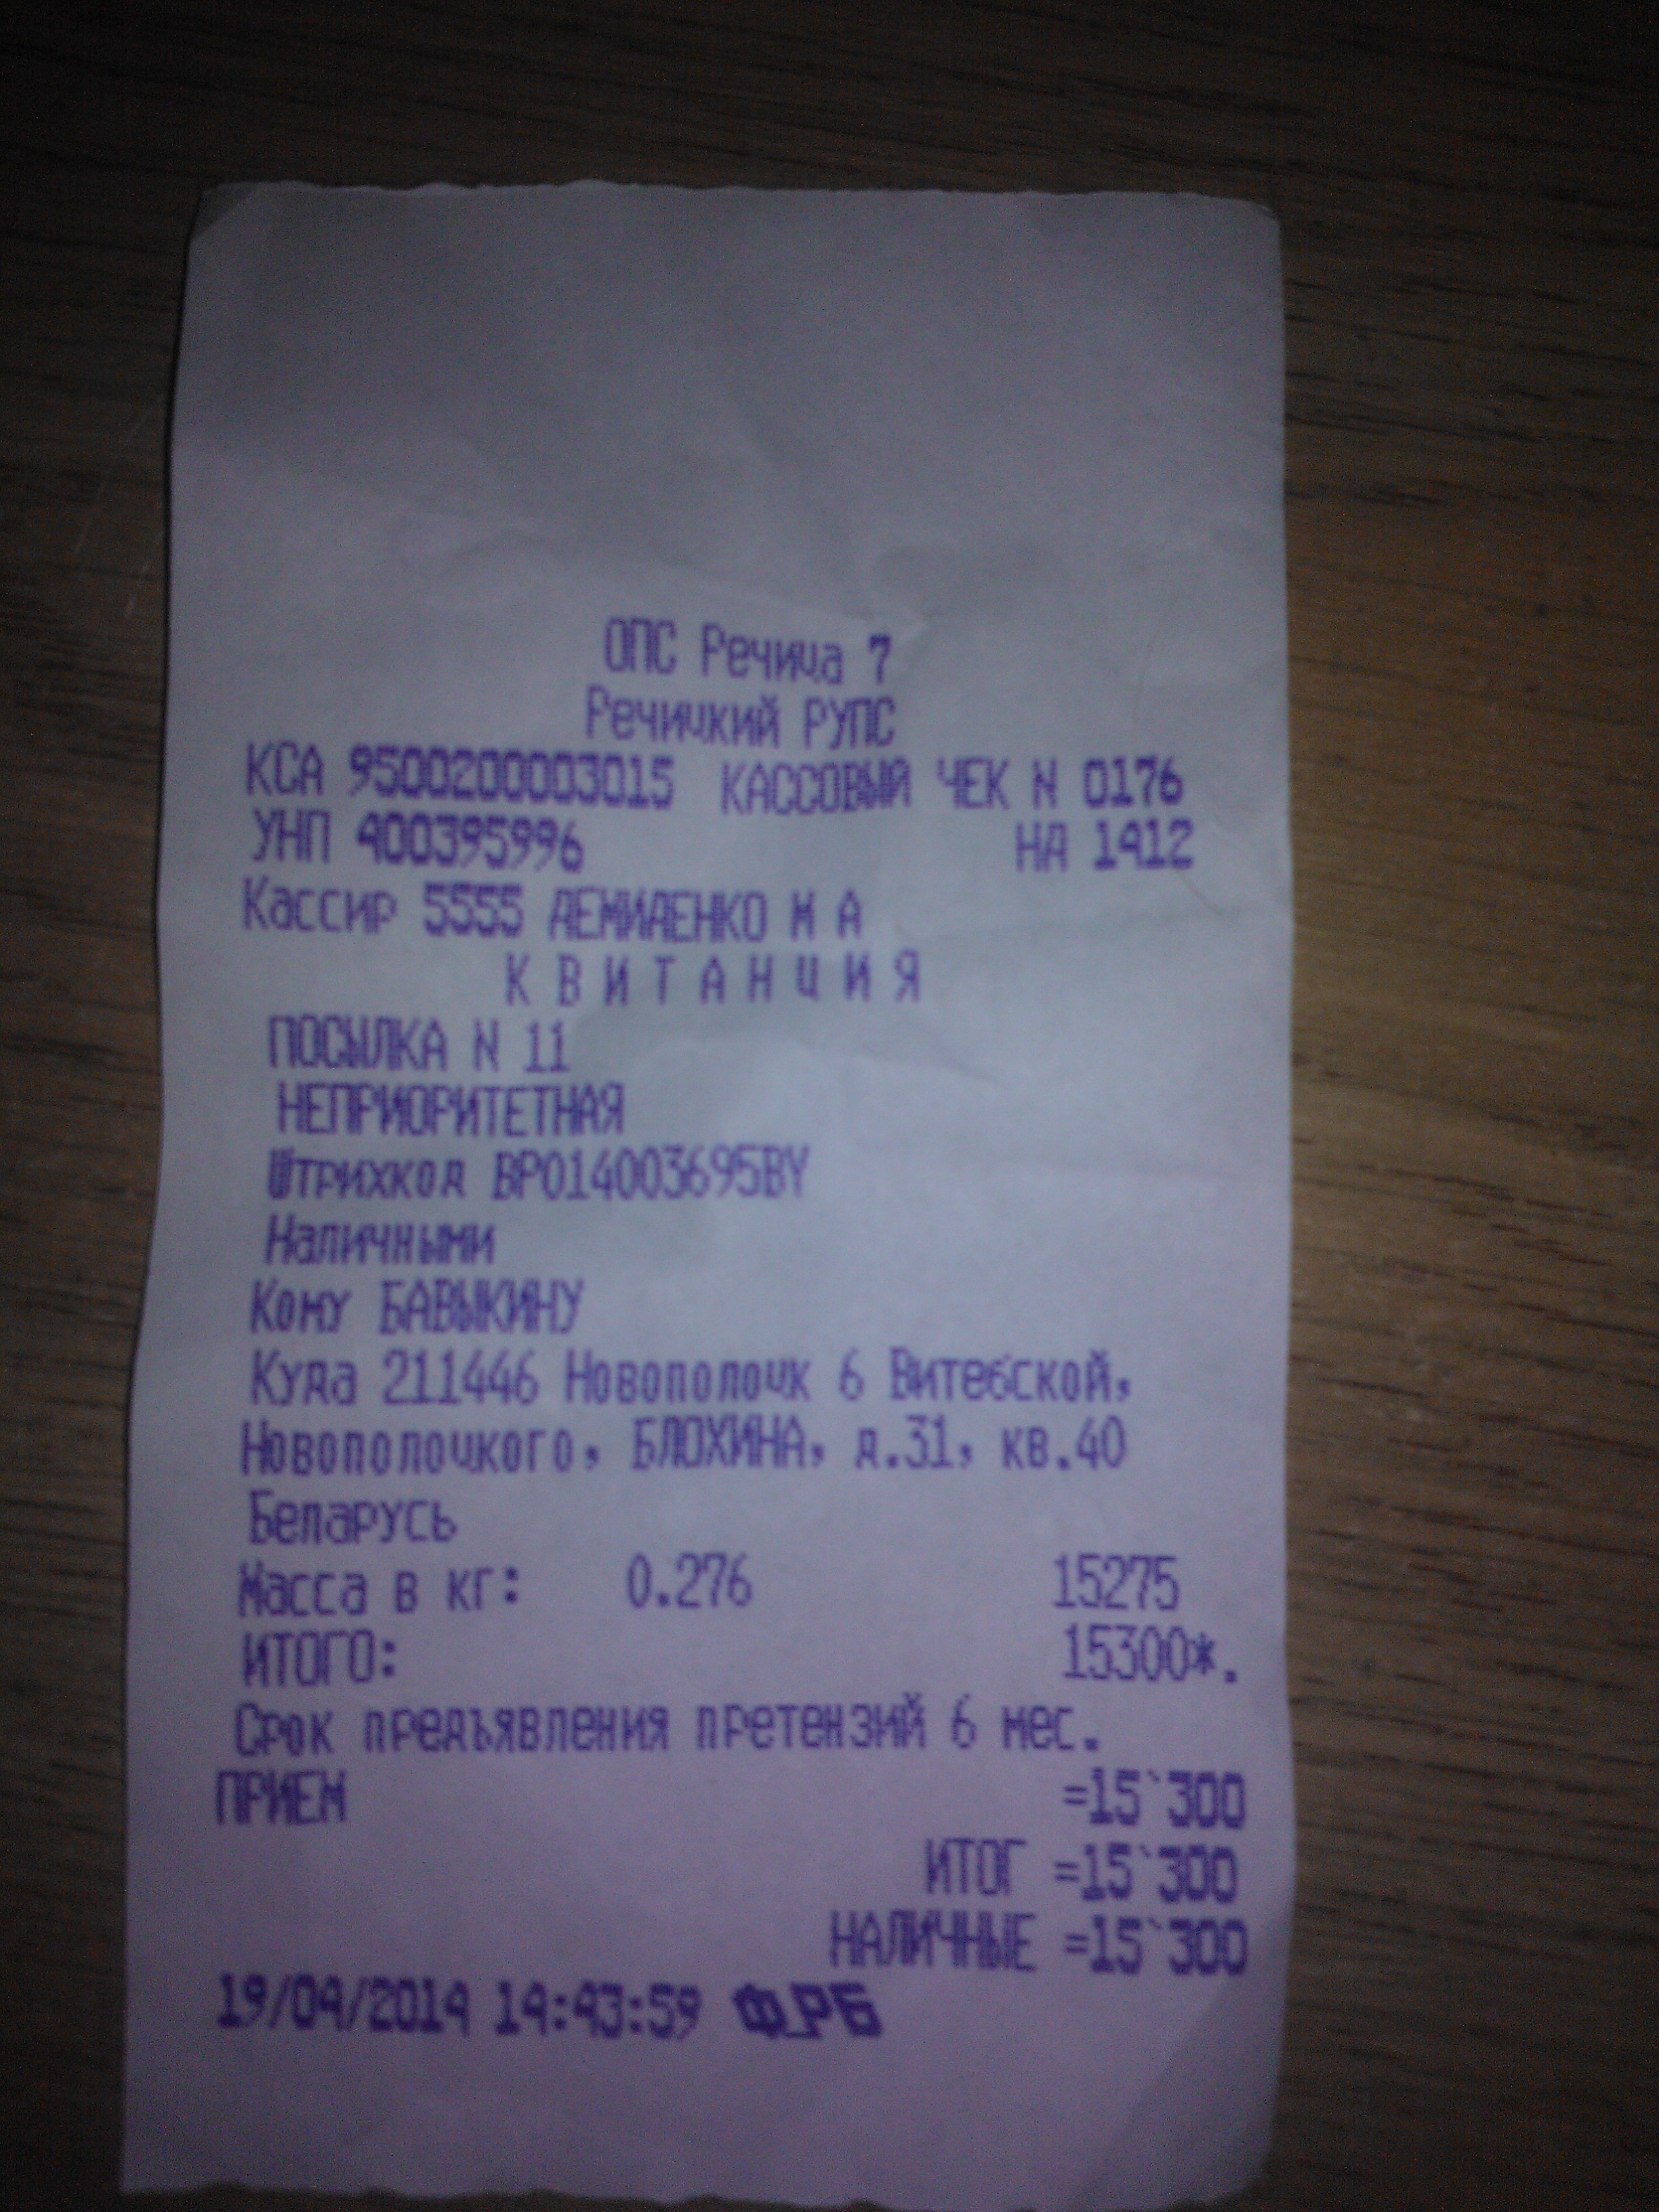 ОПС Речица 7
Речицкий РУПС
КСА 9500200003015 КАССОВЫЙ ЧЕК N 0176
УНП 400395996 НА 1412
Кассир 5555 ДЕМИДЕНКО М А
К В И Т А Н Ц И Я
ПОСЫЛКА N 11
НЕПРИОРИТЕТНАЯ
Штрихкод BP014003695BY
Наличными
Кому БАВЫКИНУ
Куда 211446 Новополоцк 6 Витебской,
Новополоцкого, БЛОХИНА, д.31, кв.40
Беларусь
Масса в кг: 0.276 15275
ИТОГО: 15300*.
Срок предъявления претензий 6 мес.
ПРИЕМ =15`300
ИТОГ =15`300
НАЛИЧНЫЕ =15`300
19/04/2014 14:43:59 ФРБ